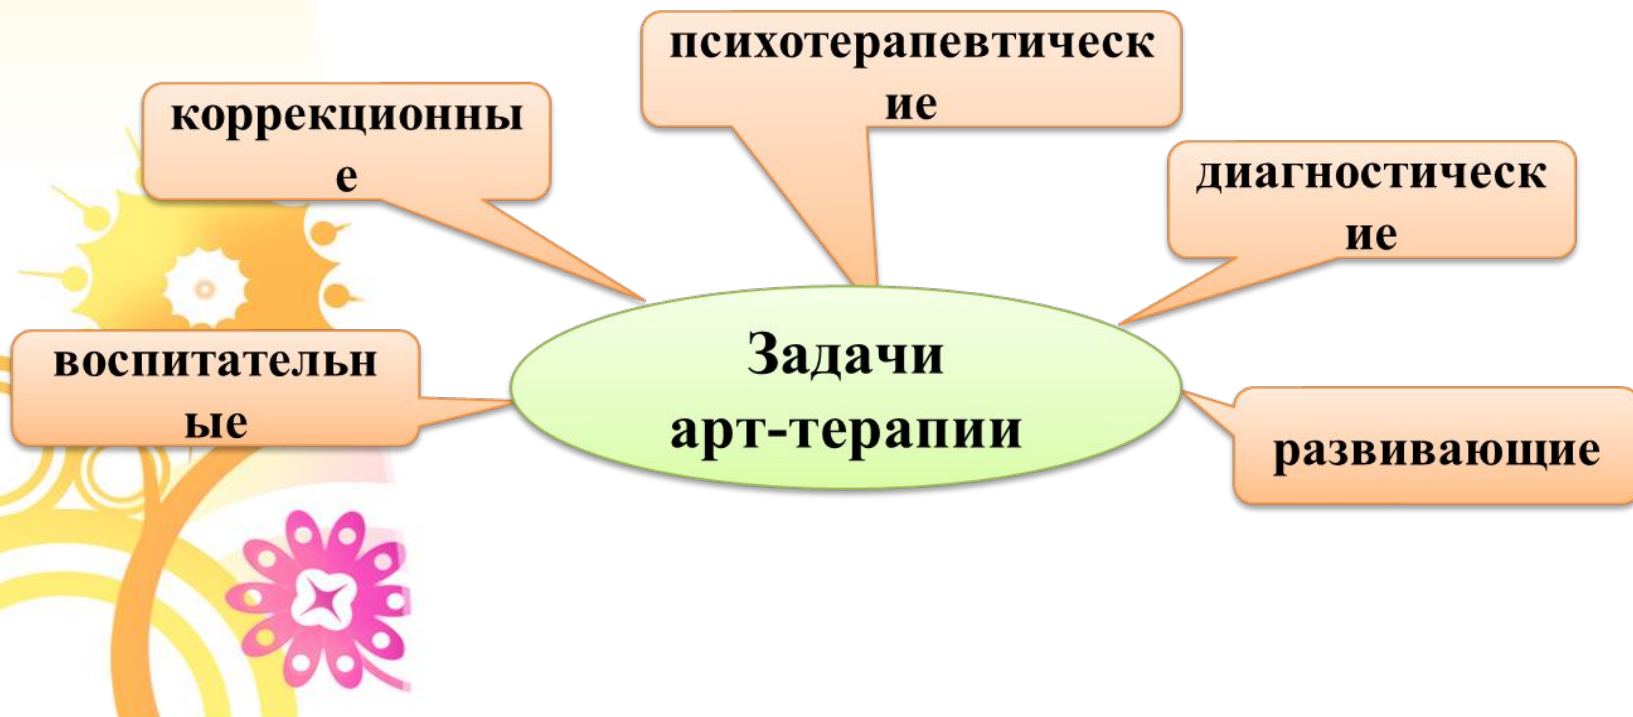 психотерапевтическ
ие
коррекционны
е
диагностическ
ие
воспитательн
ые
Задачи
арт-терапии
развивающие